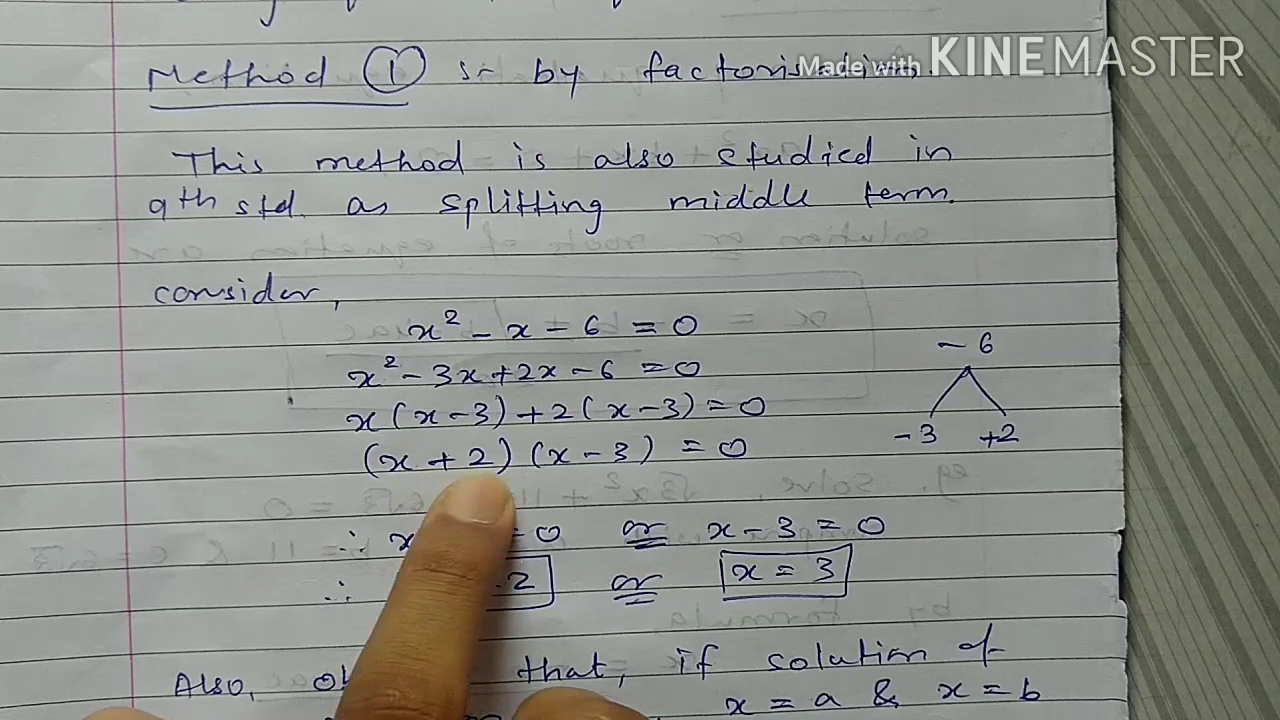 Made with KINEMASTER
Method ① :- by factorisation.
This method is also studied in
9th std. as splitting middle term.
consider,
x² - x - 6 = 0
x² - 3x + 2x - 6 = 0
x (x - 3) + 2 (x - 3) = 0
(x + 2) (x - 3) = 0
- 6
- 3 +2
∴ x = 0 or x - 3 = 0
∴ 2 or x = 3
Also, that, if solution of
x = a & x = b